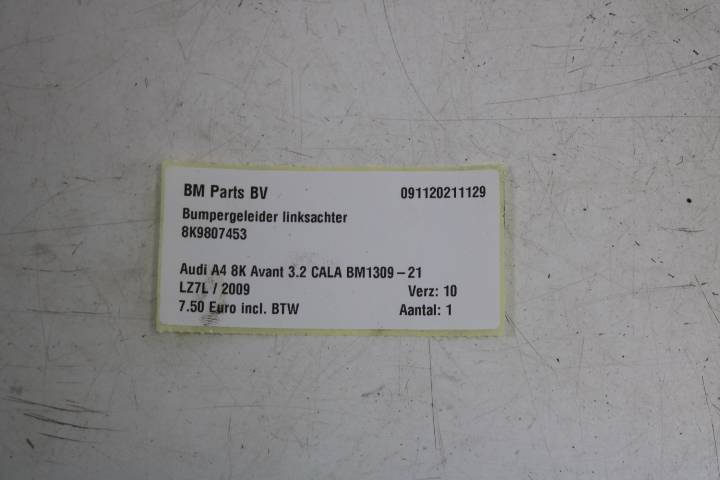 BM Parts BV 091120211129
Bumpergeleider linksachter
8K9807453
Audi A4 8K Avant 3.2 CALA BM1309-21
LZ7L / 2009 Verz: 10
7.50 Euro incl. BTW Aantal: 1